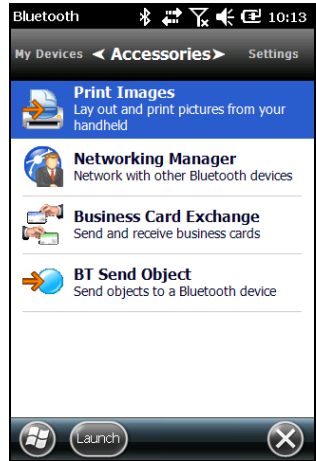 Bluetooth 10:13
My Devices Accessories Settings
Print Images
Lay out and print pictures from your
handheld
Networking Manager
Network with other Bluetooth devices
Business Card Exchange
Send and receive business cards
BT Send Object
Send objects to a Bluetooth device
Launch